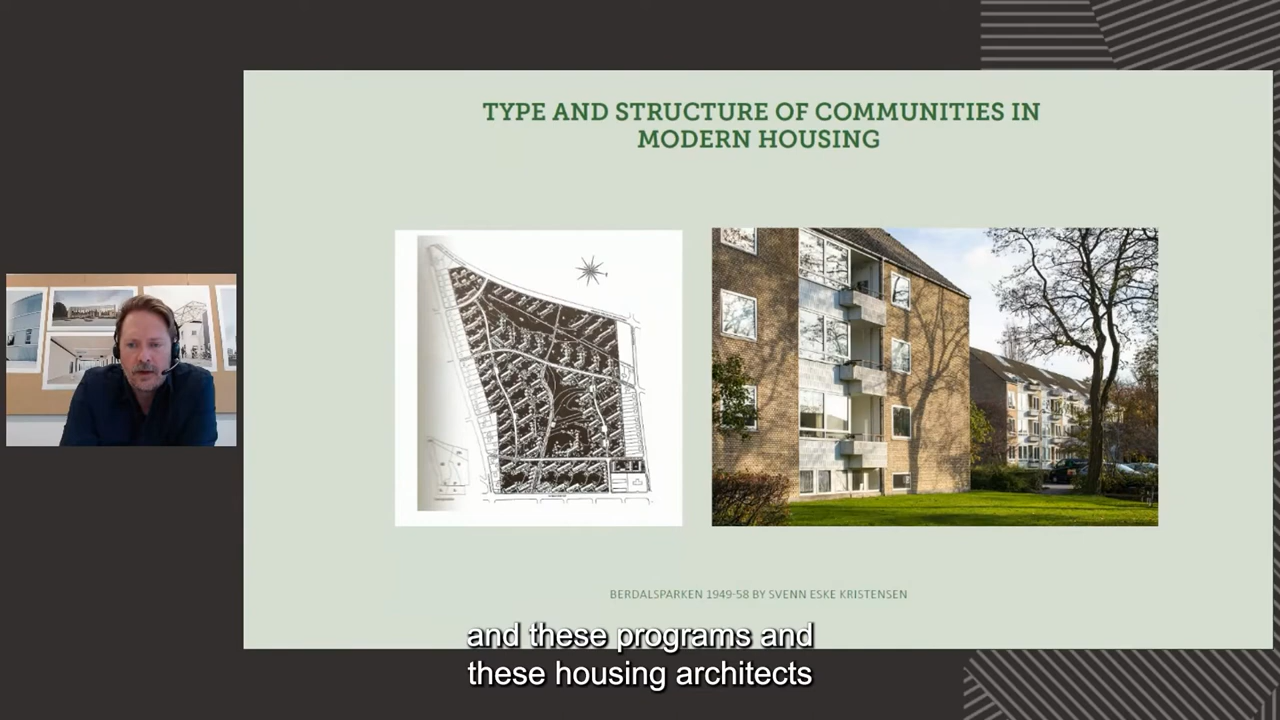 TYPE AND STRUCTURE OF COMMUNITIES IN
MODERN HOUSING
BERDALSPARKEN 1949-58 BY SVENN ESKE KRISTENSEN
and these programs and
these housing architects